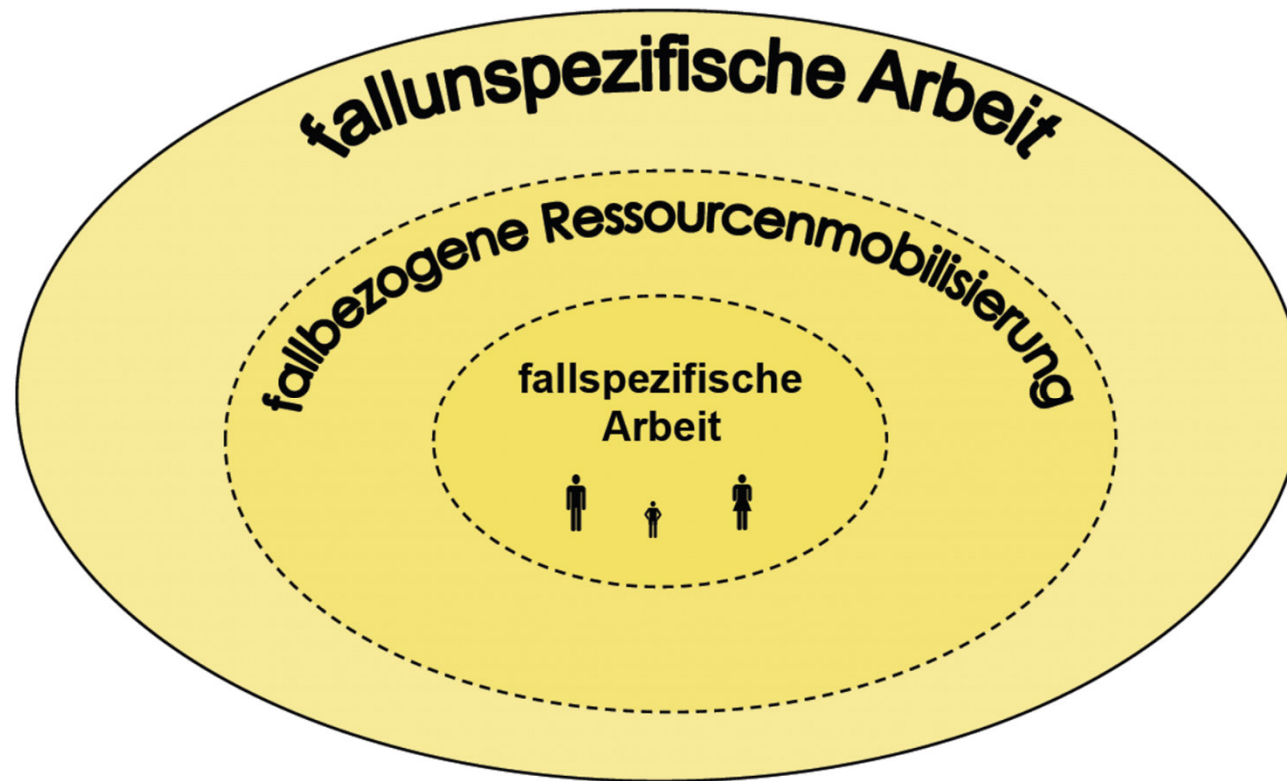 fallunspezifische Arbeit
fallbezogene Ressourcenmobilisierung
fallspezifische
Arbeit